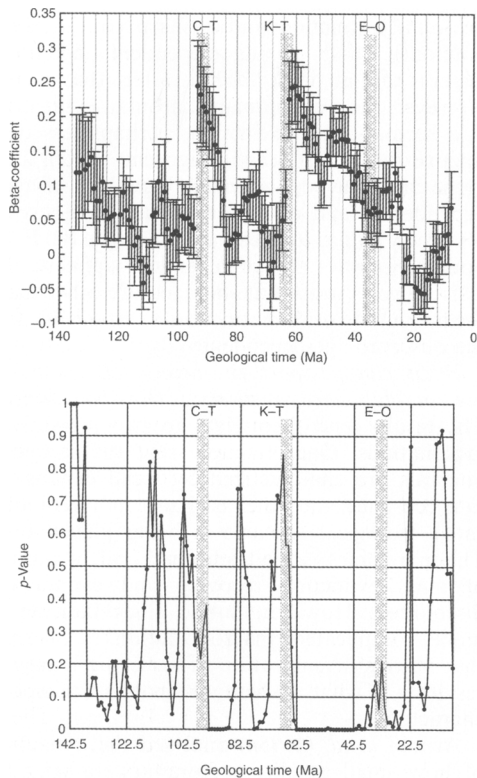 0.35
C–T K–T E–O
0.3
0.25
0.2
0.15
0.1
0.05
0
−0.05
−0.1
Beta-coefficient
140 120 100 80 60 40 20 0
Geological time (Ma)
1
C–T K–T E–O
0.9
0.8
0.7
0.6
0.5
0.4
0.3
0.2
0.1
0
p-Value
142.5 122.5 102.5 82.5 62.5 42.5 22.5
Geological time (Ma)